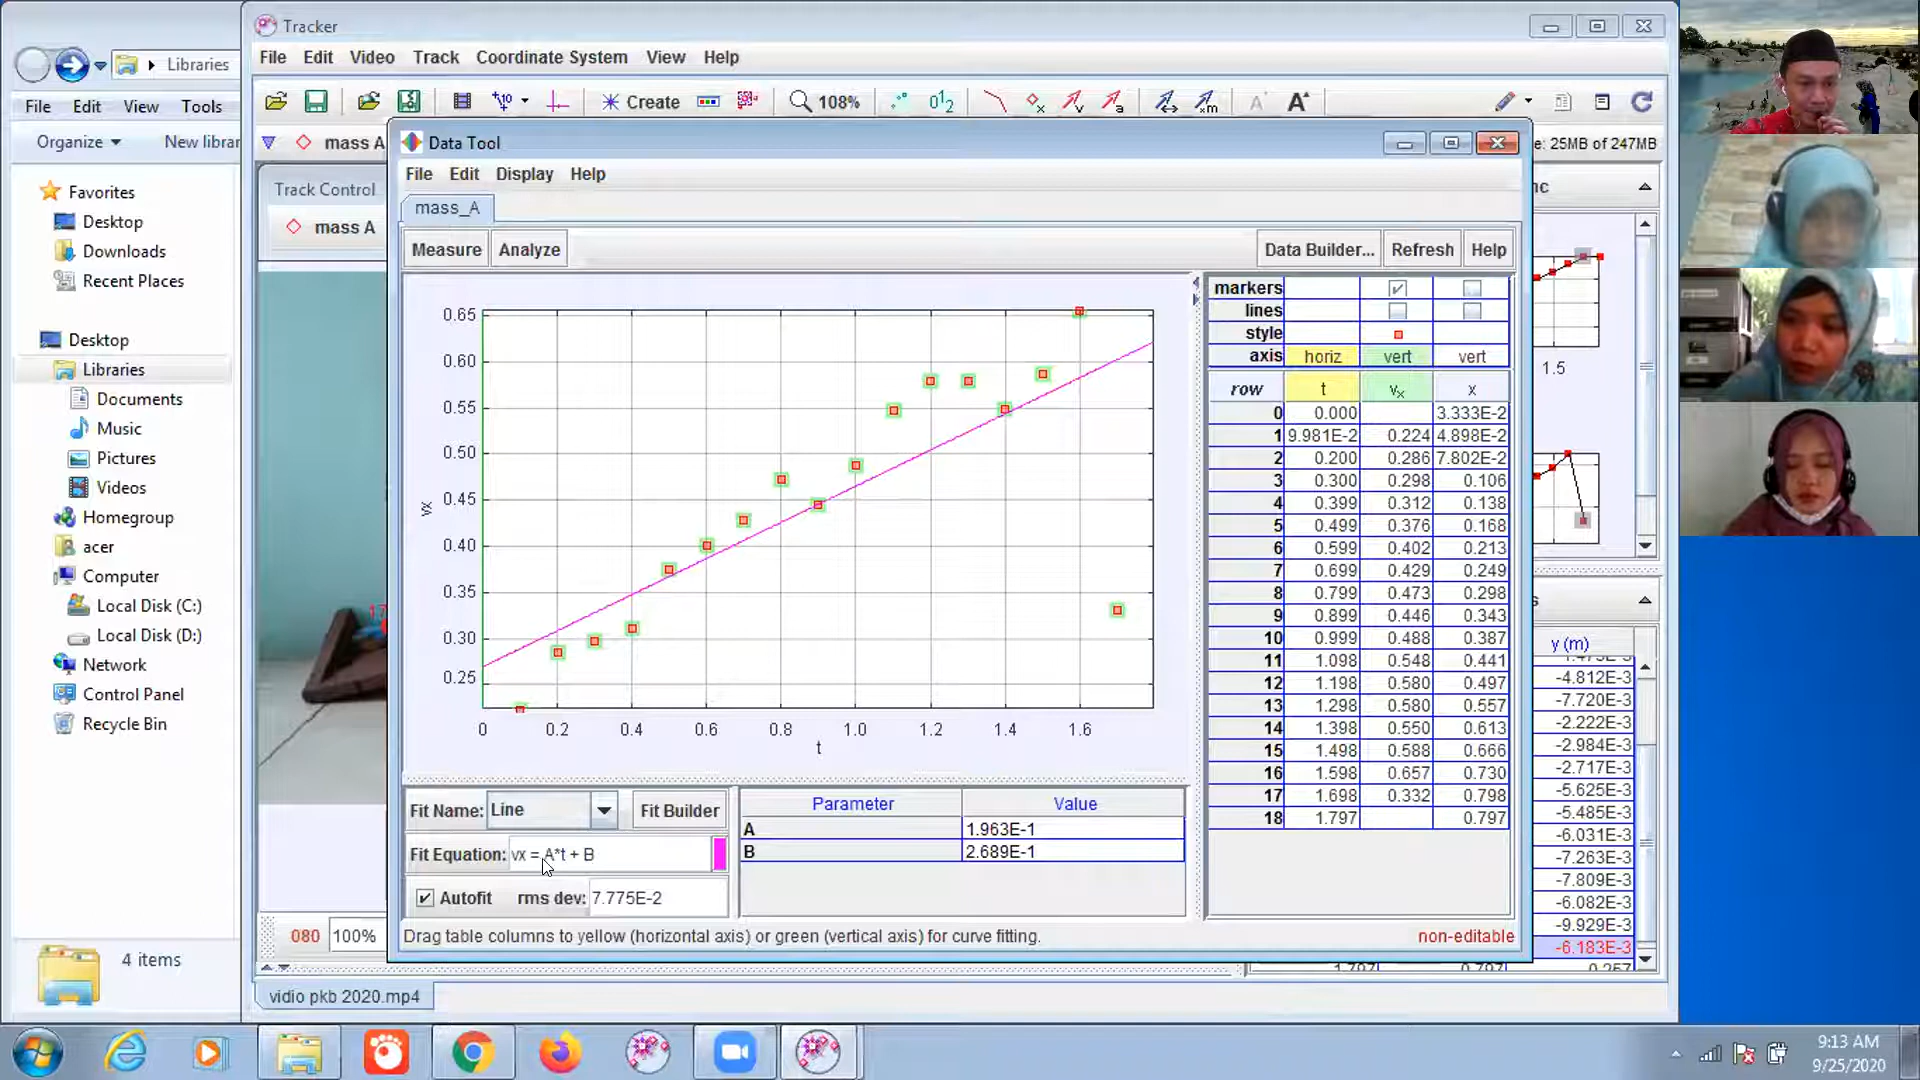 Tracker
File Edit Video Track Coordinate System View Help
Create 108%
Libraries
File Edit View Tools
Organize New librar
mass A
e: 25MB of 247MB
Track Control
mass A
Favorites
Desktop
Downloads
Recent Places
Desktop
Libraries
Documents
Music
Pictures
Videos
Homegroup
acer
Computer
Local Disk (C:)
Local Disk (D:)
Network
Control Panel
Recycle Bin
4 items
Data Tool
File Edit Display Help
mass_A
Measure Analyze Data Builder... Refresh Help
0.65
0.60
0.55
0.50
0.45
0.40
0.35
0.30
0.25
vx
0 0.2 0.4 0.6 0.8 1.0 1.2 1.4 1.6
t
markers
lines
style
axis horiz vert vert
row t vx x
0 0.000 3.333E-2
1 9.981E-2 0.224 4.898E-2
2 0.200 0.286 7.802E-2
3 0.300 0.298 0.106
4 0.399 0.312 0.138
5 0.499 0.376 0.168
6 0.599 0.402 0.213
7 0.699 0.429 0.249
8 0.799 0.473 0.298
9 0.899 0.446 0.343
10 0.999 0.488 0.387
11 1.098 0.548 0.441
12 1.198 0.580 0.497
13 1.298 0.580 0.557
14 1.398 0.550 0.613
15 1.498 0.588 0.666
16 1.598 0.657 0.730
17 1.698 0.332 0.798
18 1.797 0.797
Fit Name: Line Fit Builder
Fit Equation: vx = A*t + B
Autofit rms dev: 7.775E-2
Parameter Value
A 1.963E-1
B 2.689E-1
Drag table columns to yellow (horizontal axis) or green (vertical axis) for curve fitting.
non-editable
1.5
y (m)
-4.812E-3
-7.720E-3
-2.222E-3
-2.984E-3
-2.717E-3
-5.625E-3
-5.485E-3
-6.031E-3
-7.263E-3
-7.809E-3
-6.082E-3
-9.929E-3
-6.183E-3
080 100%
vidio pkb 2020.mp4
9:13 AM
9/25/2020